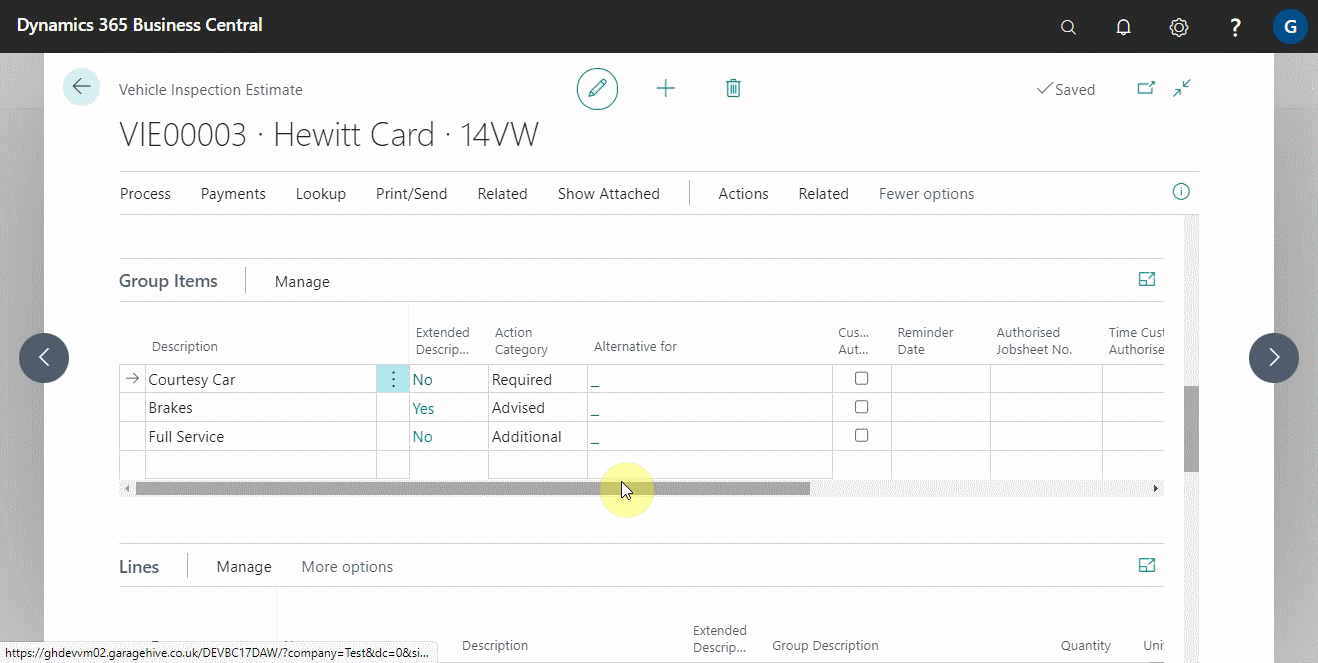 Dynamics 365 Business Central
?
G
Vehicle Inspection Estimate
Saved
VIE00003 · Hewitt Card · 14VW
Process Payments Lookup Print/Send Related Show Attached Actions Related Fewer options
Group Items Manage
Description
Extended Descrip...
Action Category
Alternative for
Cus... Aut...
Reminder Date
Authorised Jobsheet No.
Time Cust Authorise
Courtesy Car No Required _
Brakes Yes Advised _
Full Service No Additional _
Lines Manage More options
Description
Extended Descrip...
Group Description
Quantity
Uni
https://ghdevvm02.garagehive.co.uk/DEVBC17DAW/?company=Test&dc=0&si...